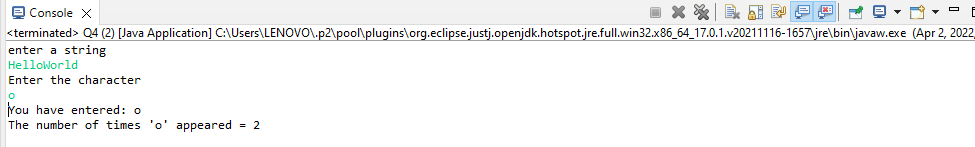 Console
<terminated> Q4 (2) [Java Application] C:\Users\LENOVO\.p2\pool\plugins\org.eclipse.justj.openjdk.hotspot.jre.full.win32.x86_64_17.0.1.v20211116-1657\jre\bin\javaw.exe (Apr 2, 2022,
enter a string
HelloWorld
Enter the character
o
You have entered: o
The number of times 'o' appeared = 2